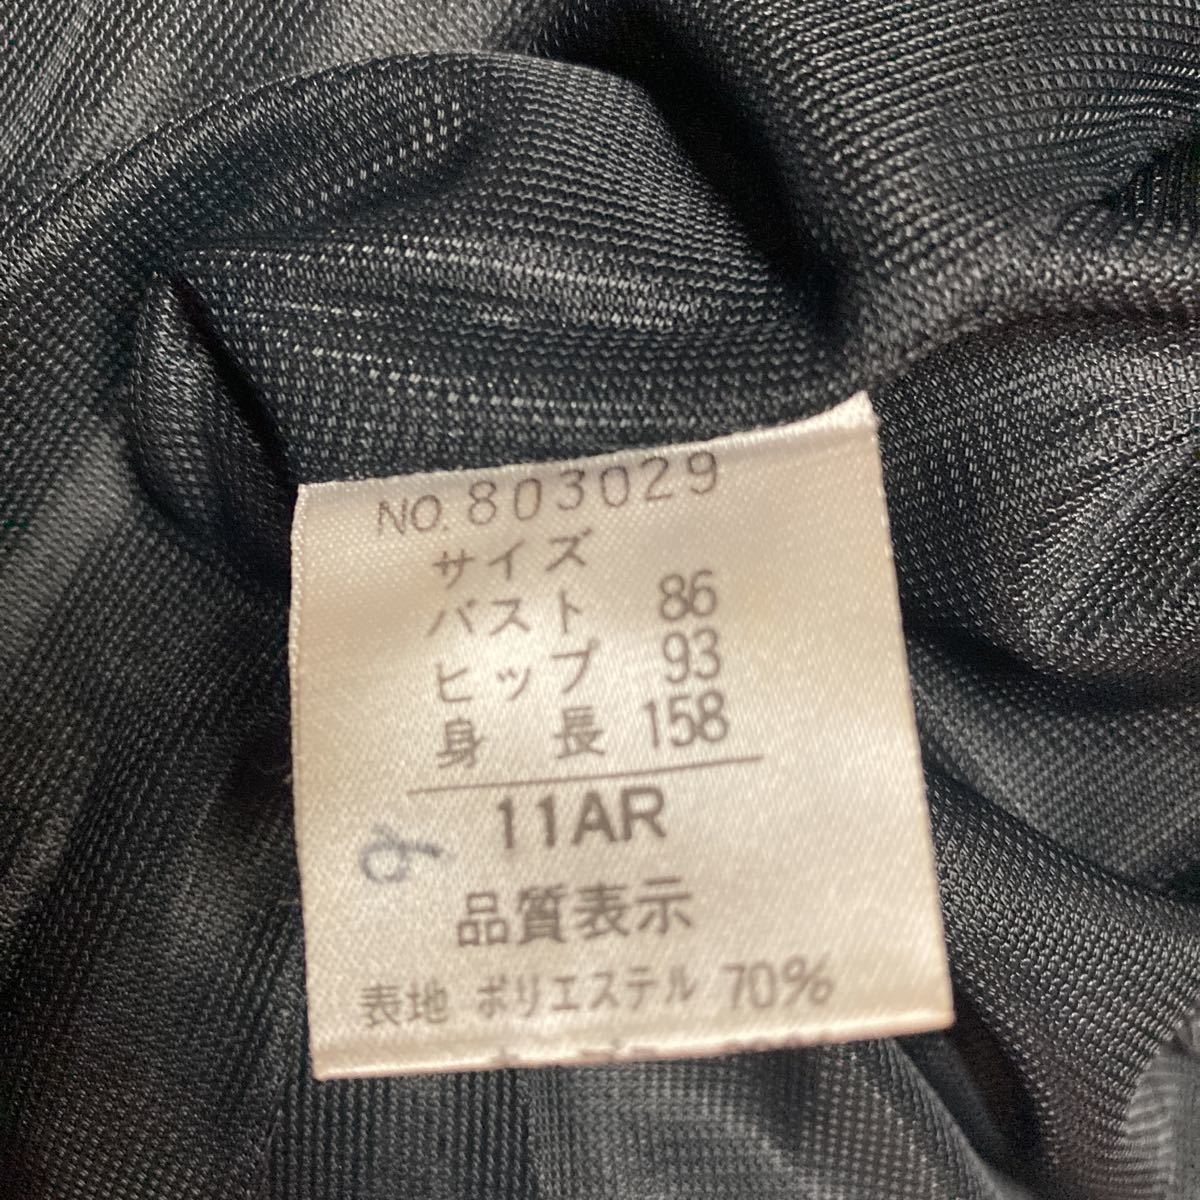 NO.803029
サイズ
バスト 86
ヒップ 93
身長 158
11AR
品質表示
表地 ポリエステル 70%